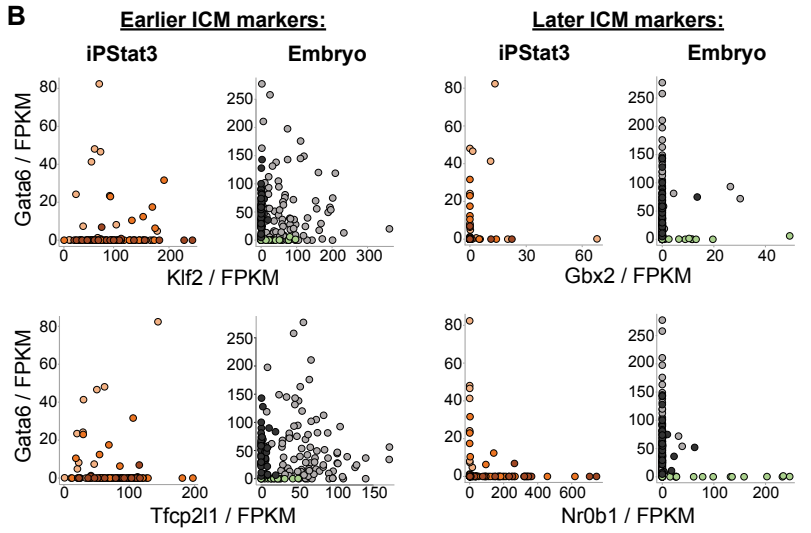 B
Earlier ICM markers:
Later ICM markers:
iPStat3
Embryo
iPStat3
Embryo
Gata6 / FPKM
80
60
40
20
0
0 100 200
250
200
150
100
50
0
0 100 200 300
Klf2 / FPKM
80
60
40
20
0
0 30 60
250
200
150
100
50
0
0 20 40
Gbx2 / FPKM
Gata6 / FPKM
80
60
40
20
0
0 100 200
250
200
150
100
50
0
0 50 100 150
Tfcp2l1 / FPKM
80
60
40
20
0
0 200 400 600
250
200
150
100
50
0
0 100 200
Nr0b1 / FPKM